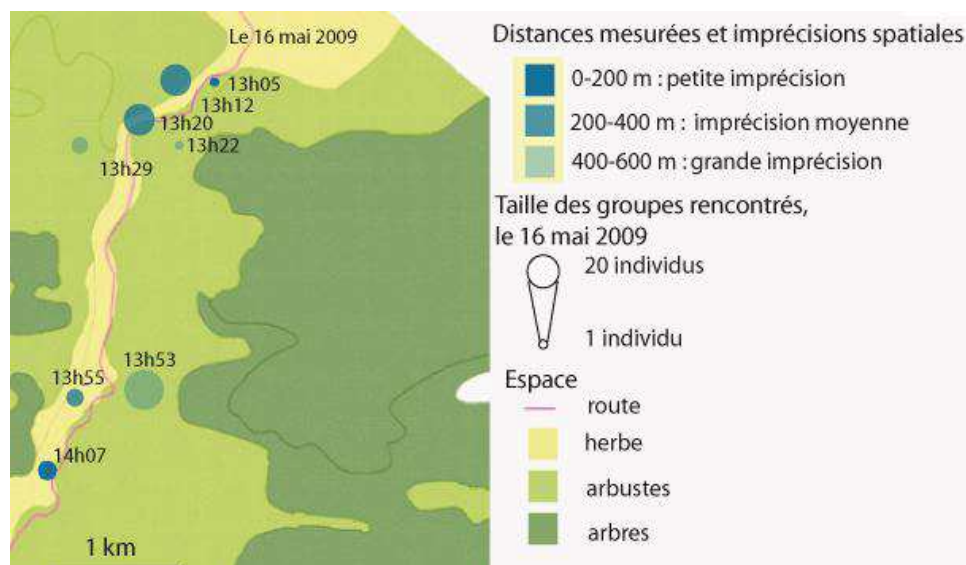 Le 16 mai 2009
13h05
13h12
13h20
13h22
13h29
13h53
13h55
14h07
1 km
Distances mesurées et imprécisions spatiales
0-200 m : petite imprécision
200-400 m : imprécision moyenne
400-600 m : grande imprécision
Taille des groupes rencontrés,
le 16 mai 2009
20 individus
1 individu
Espace
route
herbe
arbustes
arbres